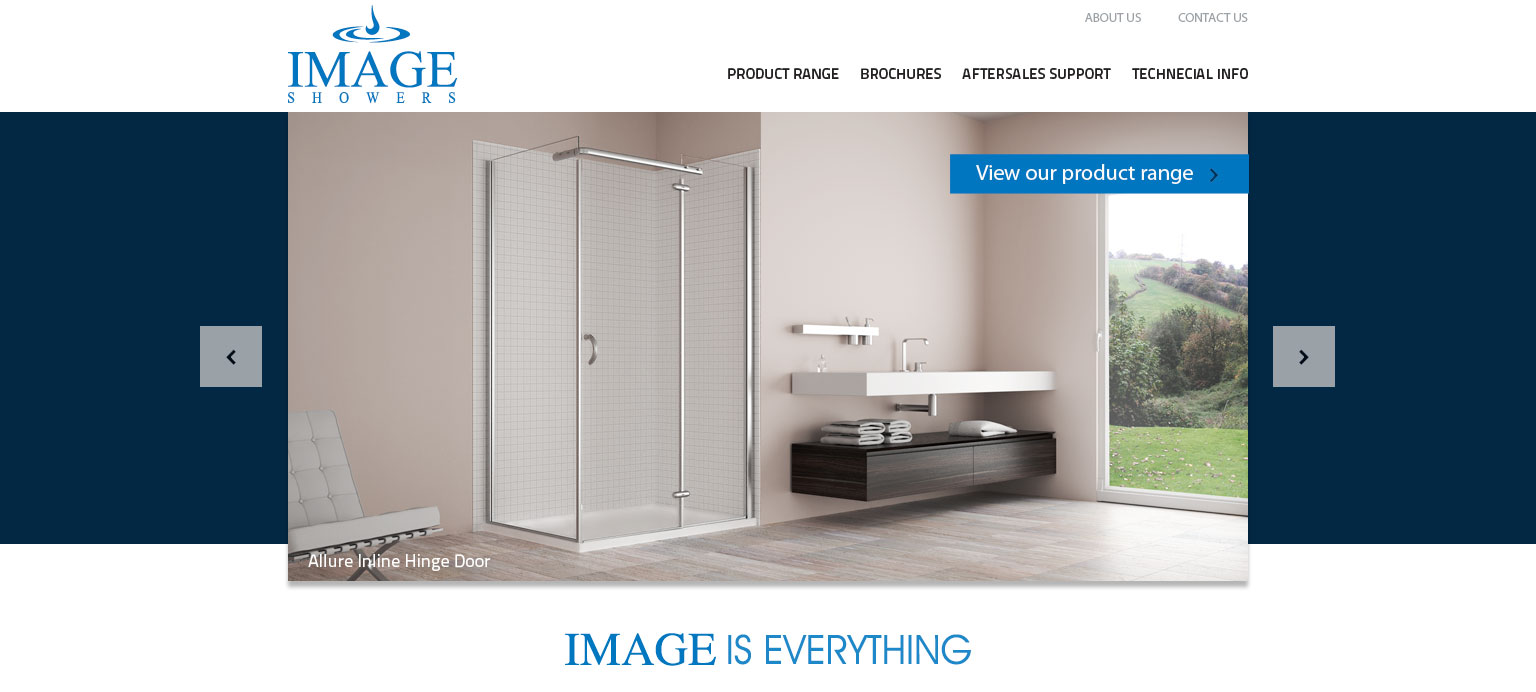 ABOUT US CONTACT US
IMAGE
SHOWERS
PRODUCT RANGE BROCHURES AFTERSALES SUPPORT TECHNECIAL INFO
View our product range
Allure Inline Hinge Door
IMAGE IS EVERYTHING